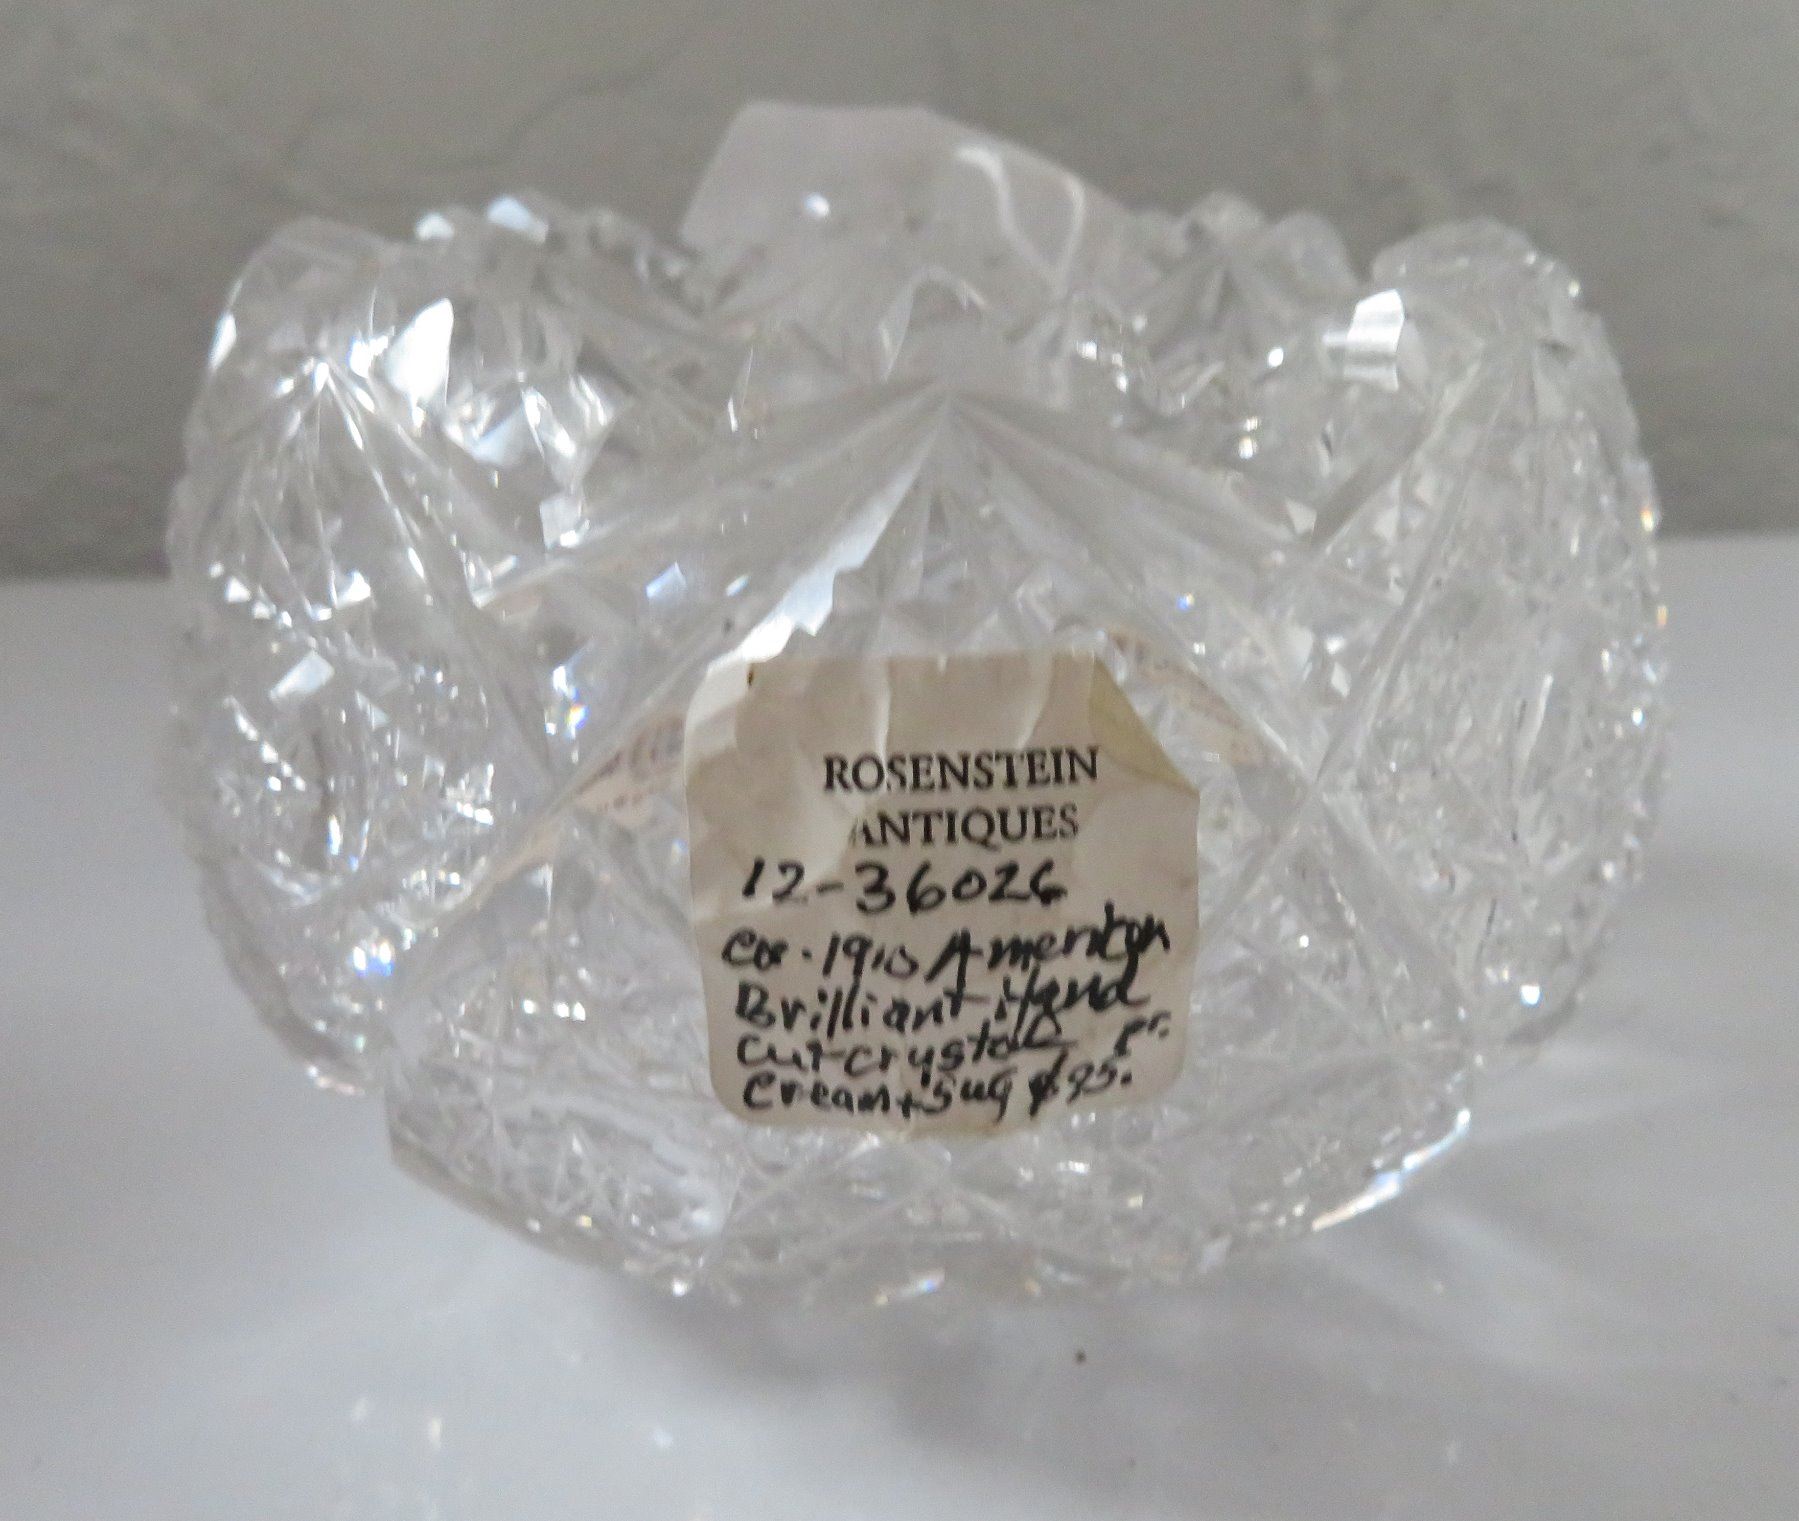 ROSENSTEIN
ANTIQUES
12-36026
Ca. 1910 American
Brilliant Hand
cut crystal pr.
cream + sug $95.